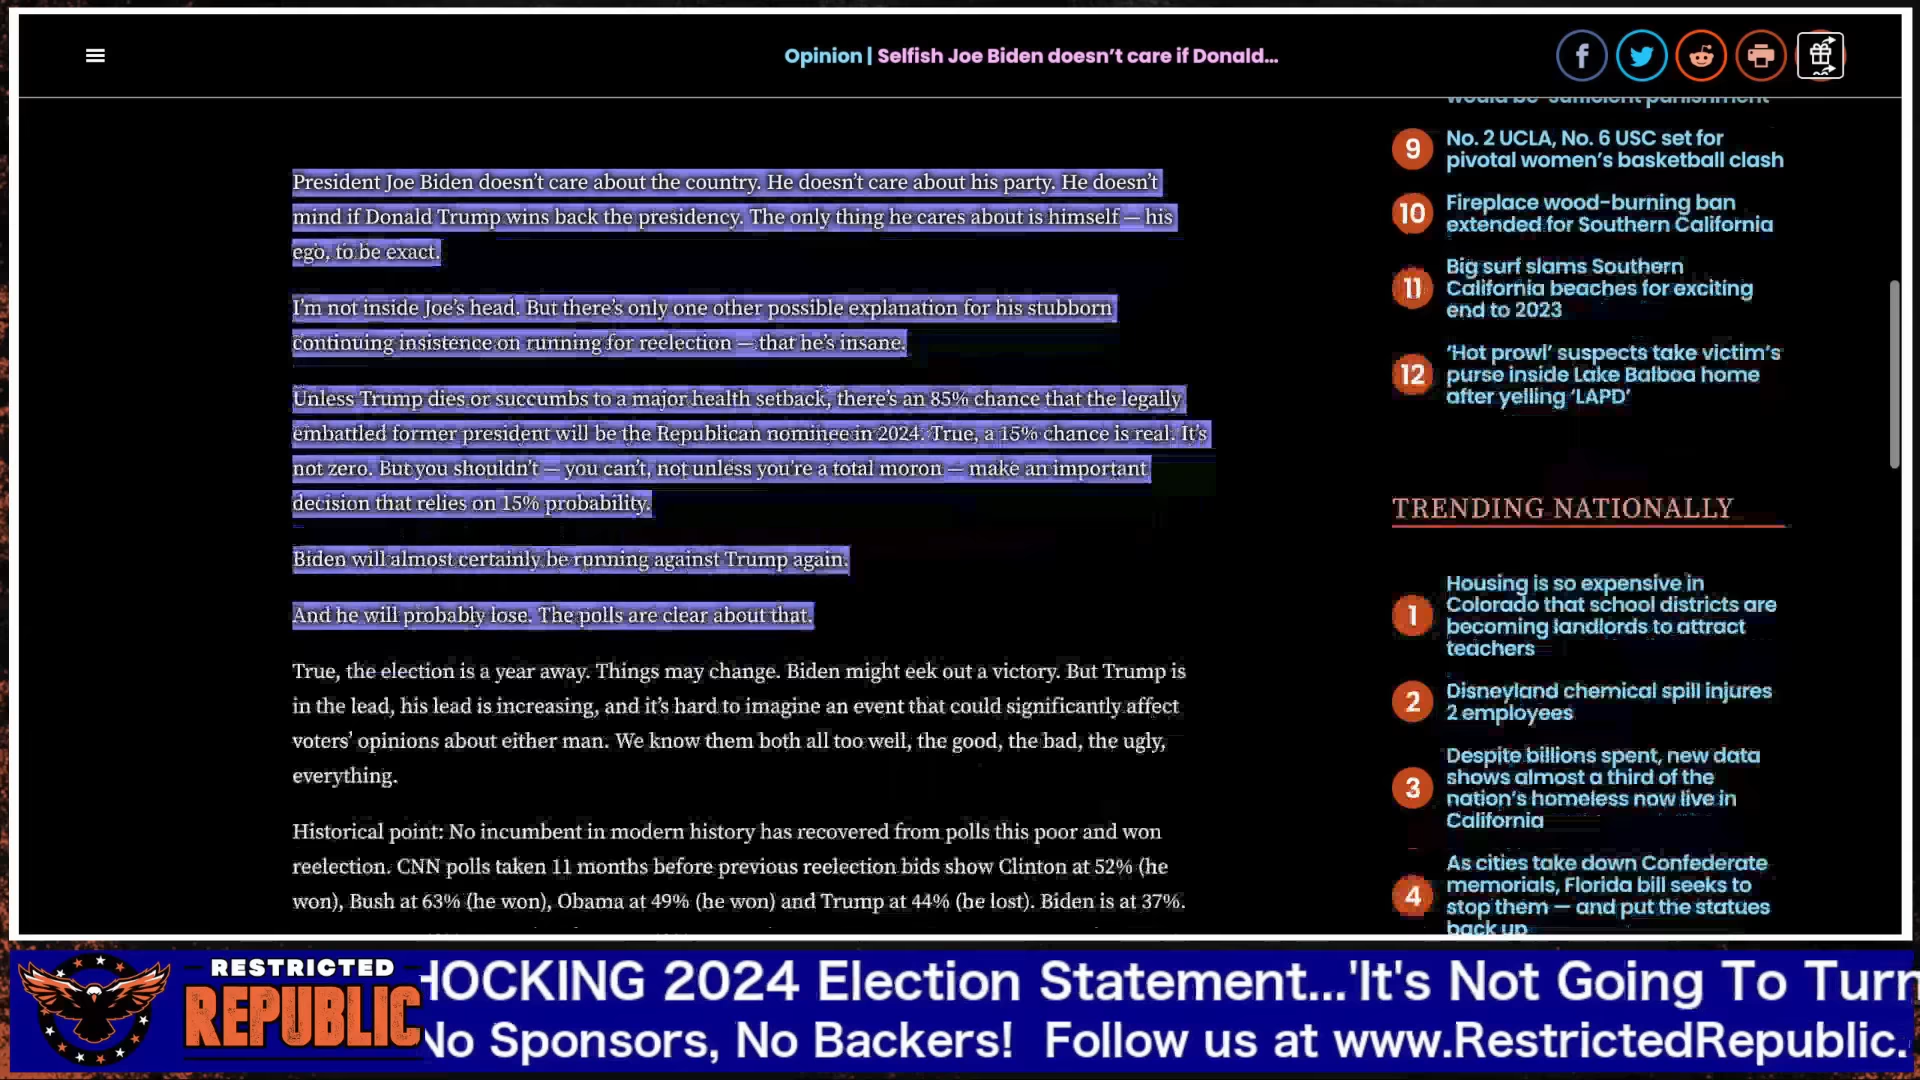 Opinion | Selfish Joe Biden doesn't care if Donald...
President Joe Biden doesn't care about the country. He doesn't care about his party. He doesn't
mind if Donald Trump wins back the presidency. The only thing he cares about is himself — his
ego, to be exact.
I'm not inside Joe's head. But there's only one other possible explanation for his stubborn
continuing insistence on running for reelection — that he's insane.
Unless Trump dies or succumbs to a major health setback, there's an 85% chance that the legally
embattled former president will be the Republican nominee in 2024. True, a 15% chance is real. It's
not zero. But you shouldn't — you can't, not unless you're a total moron — make an important
decision that relies on 15% probability.
Biden will almost certainly be running against Trump again.
And he will probably lose. The polls are clear about that.
True, the election is a year away. Things may change. Biden might eek out a victory. But Trump is
in the lead, his lead is increasing, and it's hard to imagine an event that could significantly affect
voters' opinions about either man. We know them both all too well, the good, the bad, the ugly,
everything.
Historical point: No incumbent in modern history has recovered from polls this poor and won
reelection. CNN polls taken 11 months before previous reelection bids show Clinton at 52% (he
won), Bush at 63% (he won), Obama at 49% (he won) and Trump at 44% (he lost). Biden is at 37%.
would be 'sufficient punishment'
9 No. 2 UCLA, No. 6 USC set for
pivotal women's basketball clash
10 Fireplace wood-burning ban
extended for Southern California
11 Big surf slams Southern
California beaches for exciting
end to 2023
12 'Hot prowl' suspects take victim's
purse inside Lake Balboa home
after yelling 'LAPD'
TRENDING NATIONALLY
1 Housing is so expensive in
Colorado that school districts are
becoming landlords to attract
teachers
2 Disneyland chemical spill injures
2 employees
3 Despite billions spent, new data
shows almost a third of the
nation's homeless now live in
California
4 As cities take down Confederate
memorials, Florida bill seeks to
stop them — and put the statues
back up
RESTRICTED
REPUBLIC
HOCKING 2024 Election Statement...'It's Not Going To Turn
No Sponsors, No Backers! Follow us at www.RestrictedRepublic.